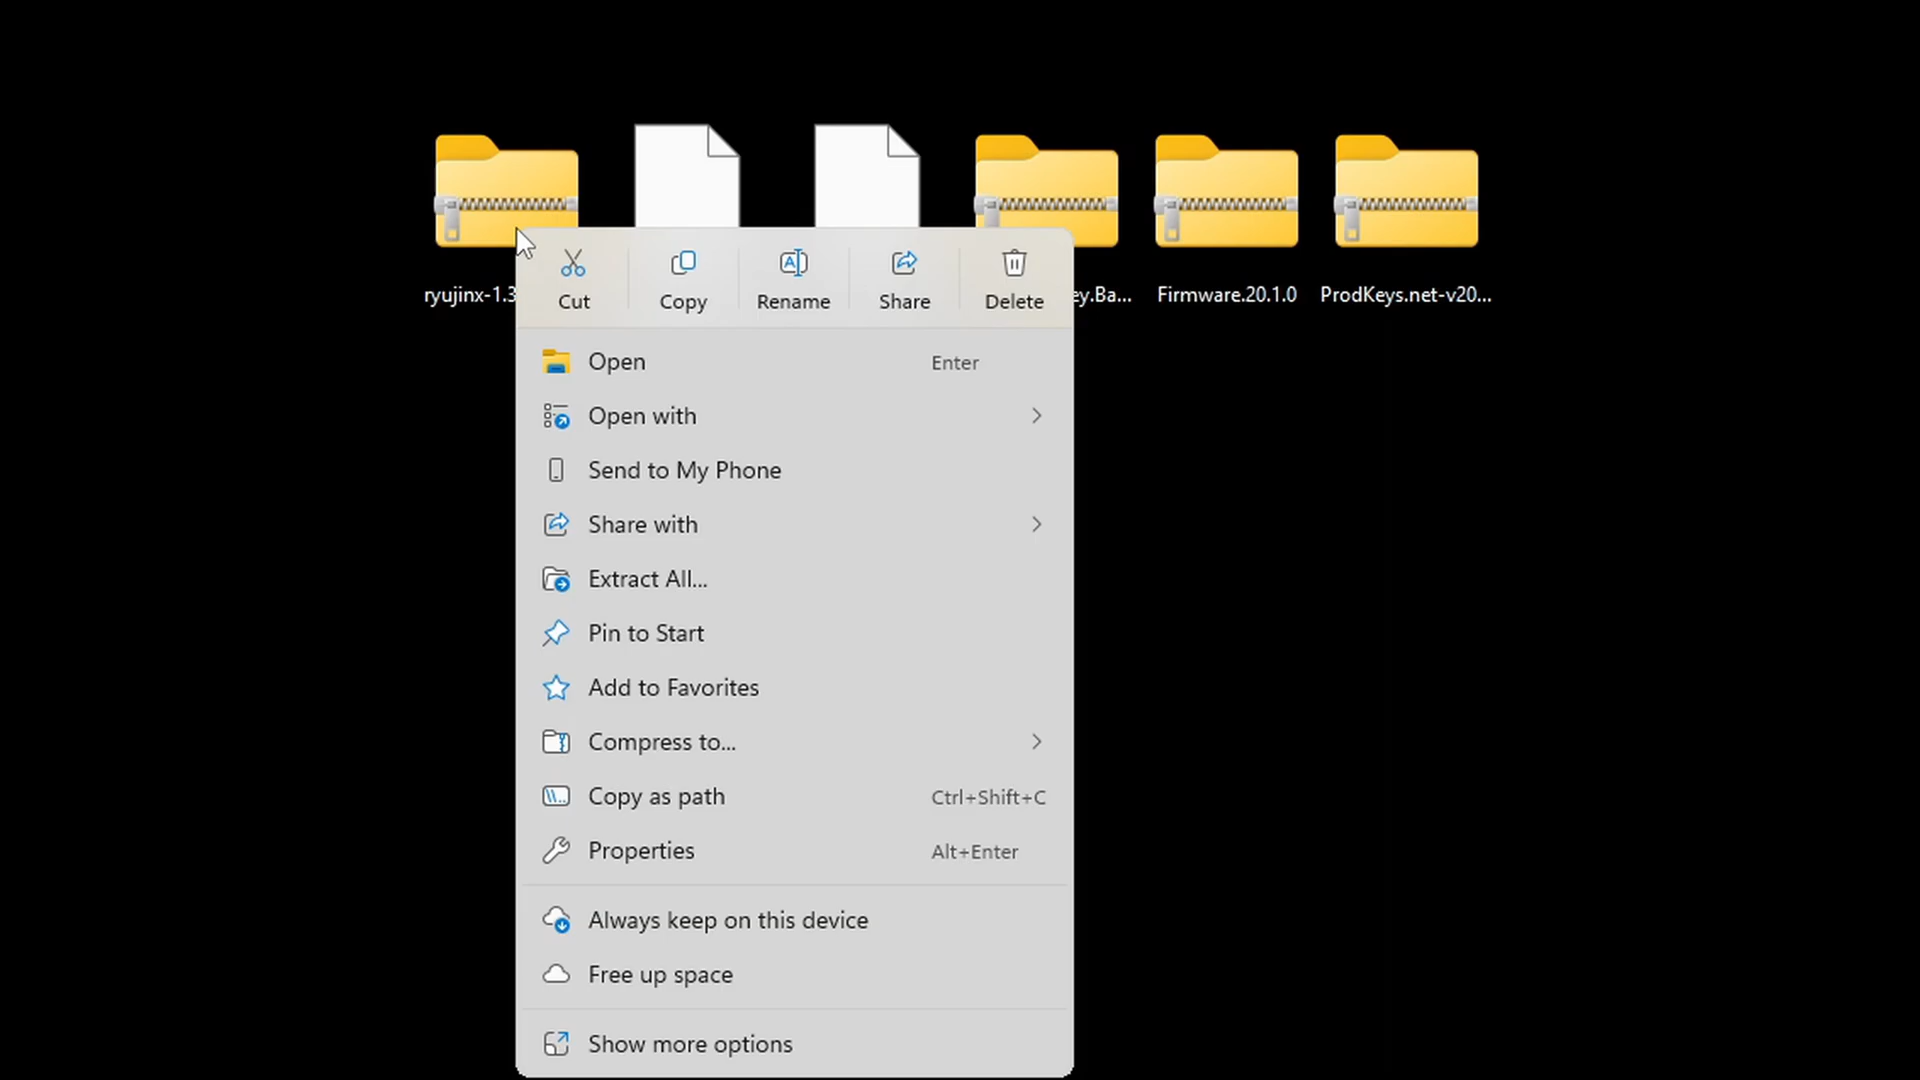 ryujinx-1.3
ey.Ba...
Firmware.20.1.0
ProdKeys.net-v20...
Cut
Copy
Rename
Share
Delete
Open Enter
Open with
Send to My Phone
Share with
Extract All...
Pin to Start
Add to Favorites
Compress to...
Copy as path Ctrl+Shift+C
Properties Alt+Enter
Always keep on this device
Free up space
Show more options